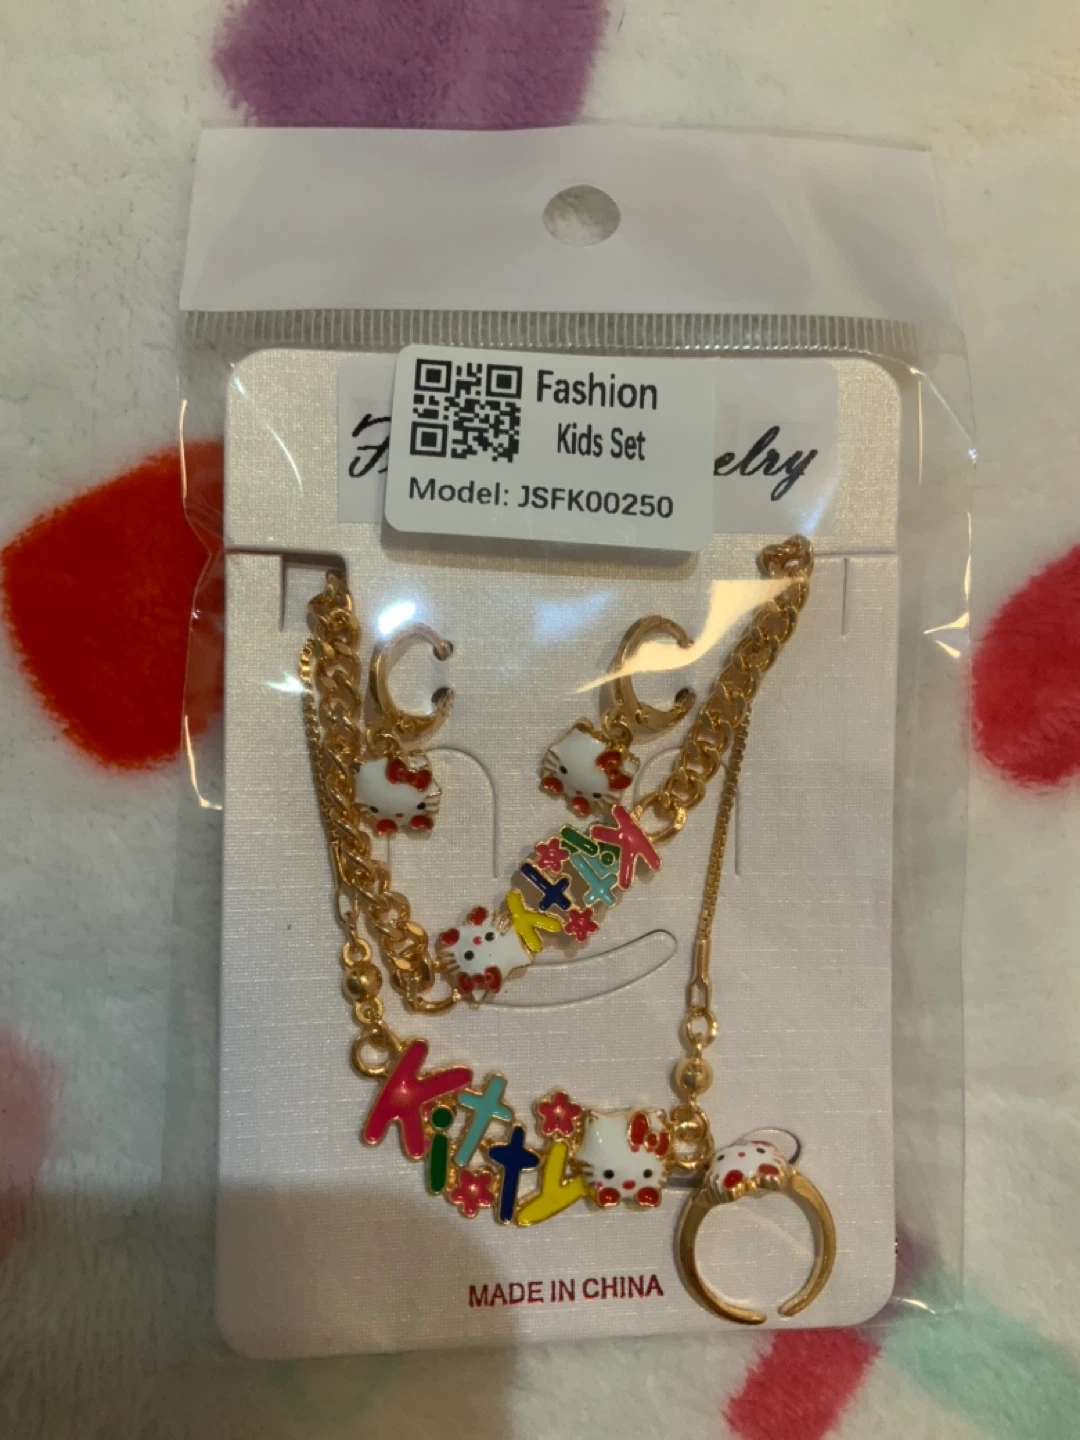 Fashion
Kids Set
Model: JSFK00250
Kitty
Kitty
MADE IN CHINA